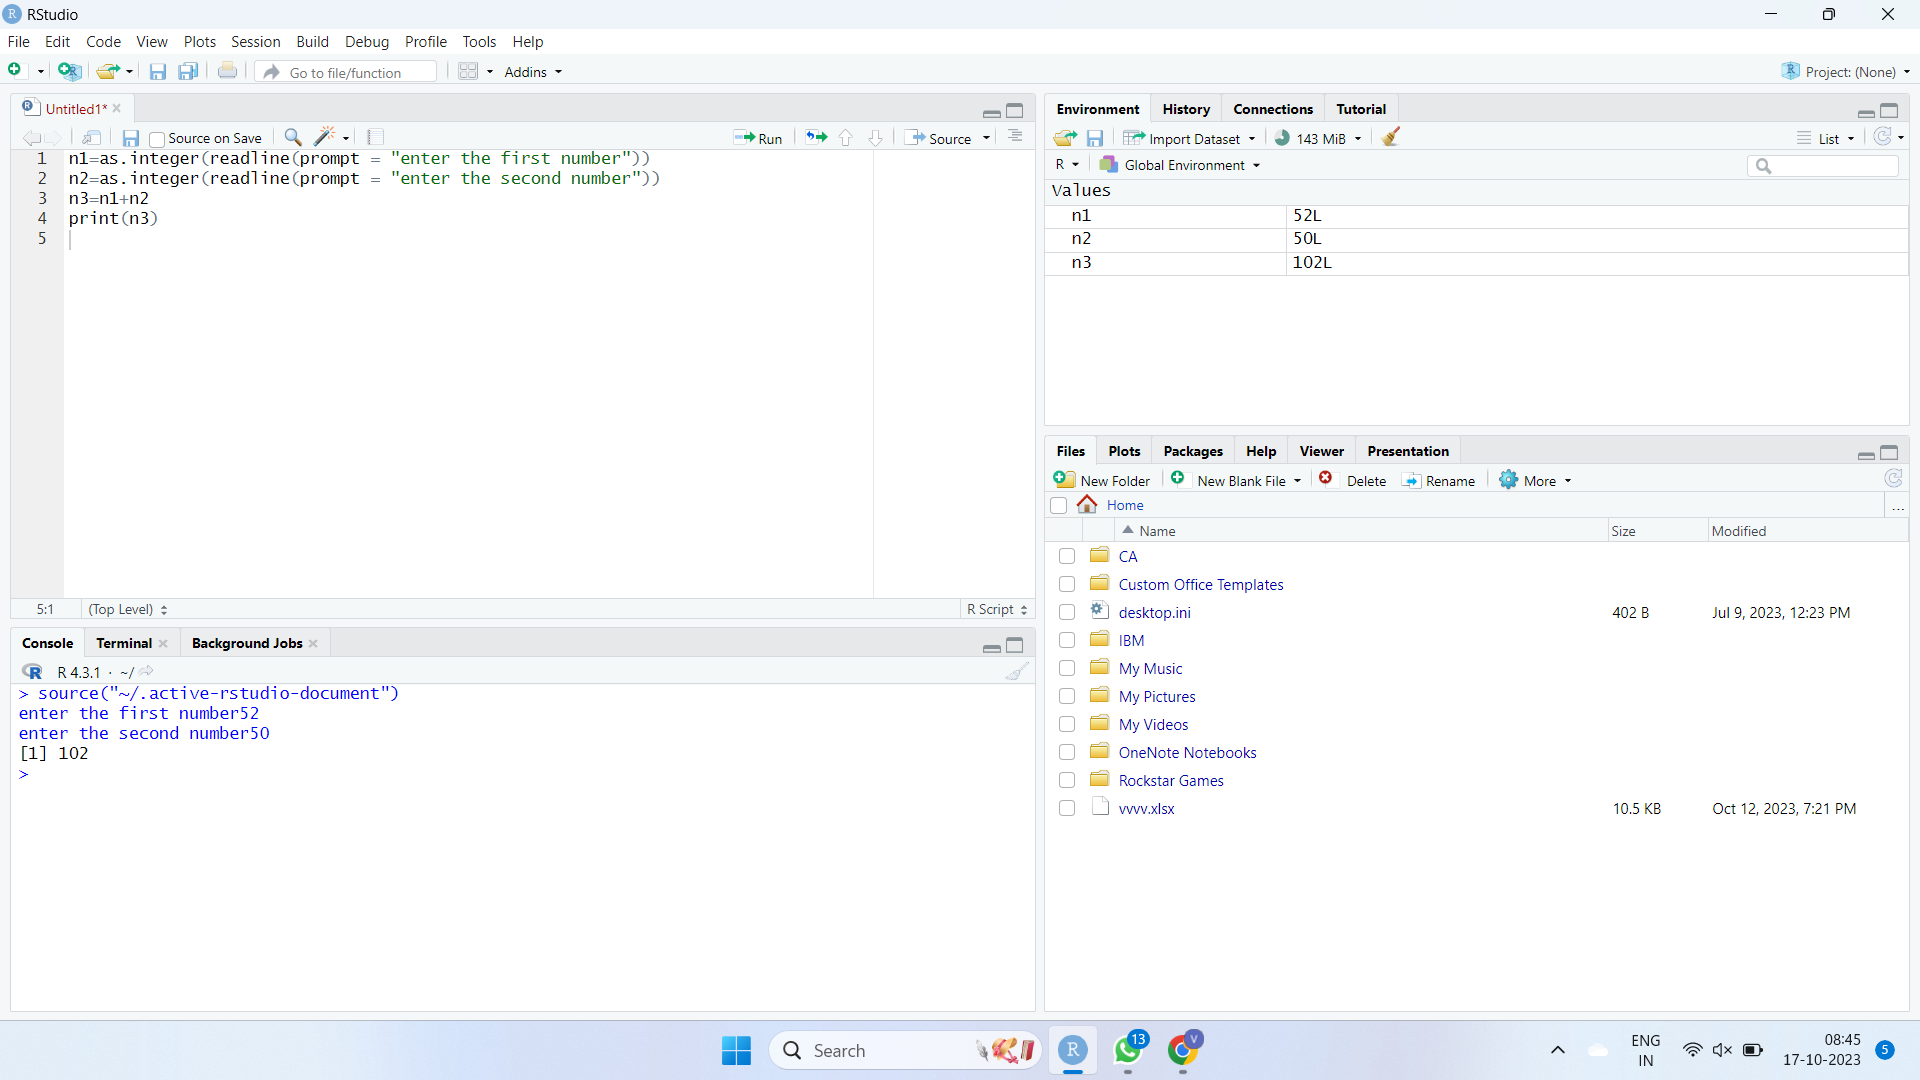 RStudio
File Edit Code View Plots Session Build Debug Profile Tools Help
Go to file/function Addins Project: (None)
Untitled1*
Source on Save Run Source
1 n1=as.integer(readline(prompt = "enter the first number"))
2 n2=as.integer(readline(prompt = "enter the second number"))
3 n3=n1+n2
4 print(n3)
5
5:1 (Top Level) R Script
Console Terminal Background Jobs
R 4.3.1 · ~/
> source("~/.active-rstudio-document")
enter the first number52
enter the second number50
[1] 102
>
Environment History Connections Tutorial
Import Dataset 143 MiB List
R Global Environment
Values
n1 52L
n2 50L
n3 102L
Files Plots Packages Help Viewer Presentation
New Folder New Blank File Delete Rename More
Home ...
Name Size Modified
CA
Custom Office Templates
desktop.ini 402 B Jul 9, 2023, 12:23 PM
IBM
My Music
My Pictures
My Videos
OneNote Notebooks
Rockstar Games
vvvv.xlsx 10.5 KB Oct 12, 2023, 7:21 PM
Search R 13 V ENG 08:45
IN 17-10-2023 5